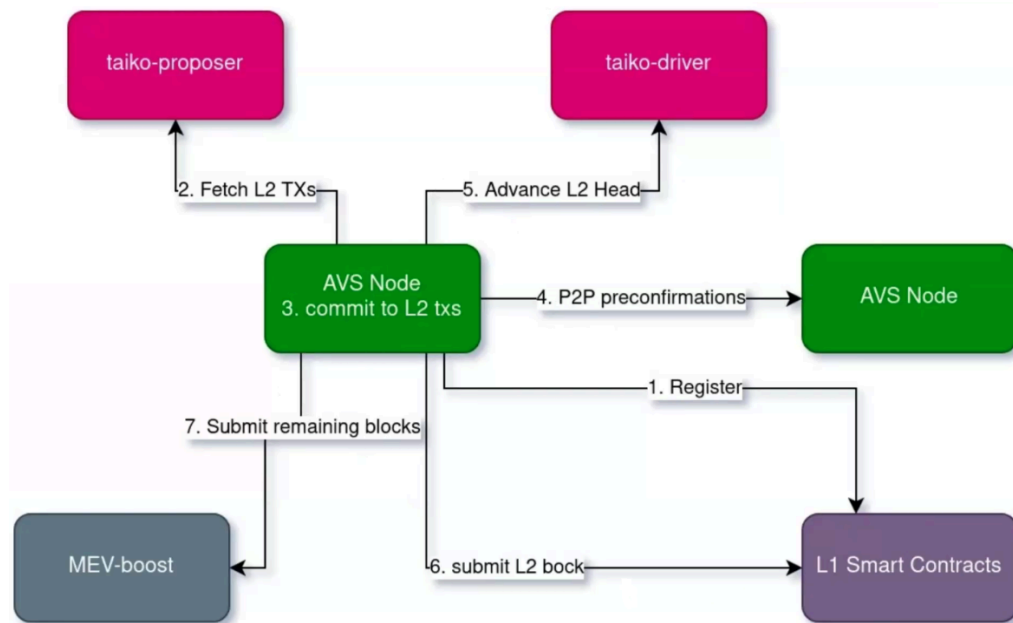 taiko-proposer
taiko-driver
2. Fetch L2 TXs
5. Advance L2 Head
AVS Node
3. commit to L2 txs
4. P2P preconfirmations
AVS Node
1. Register
7. Submit remaining blocks
MEV-boost
6. submit L2 bock
L1 Smart Contracts